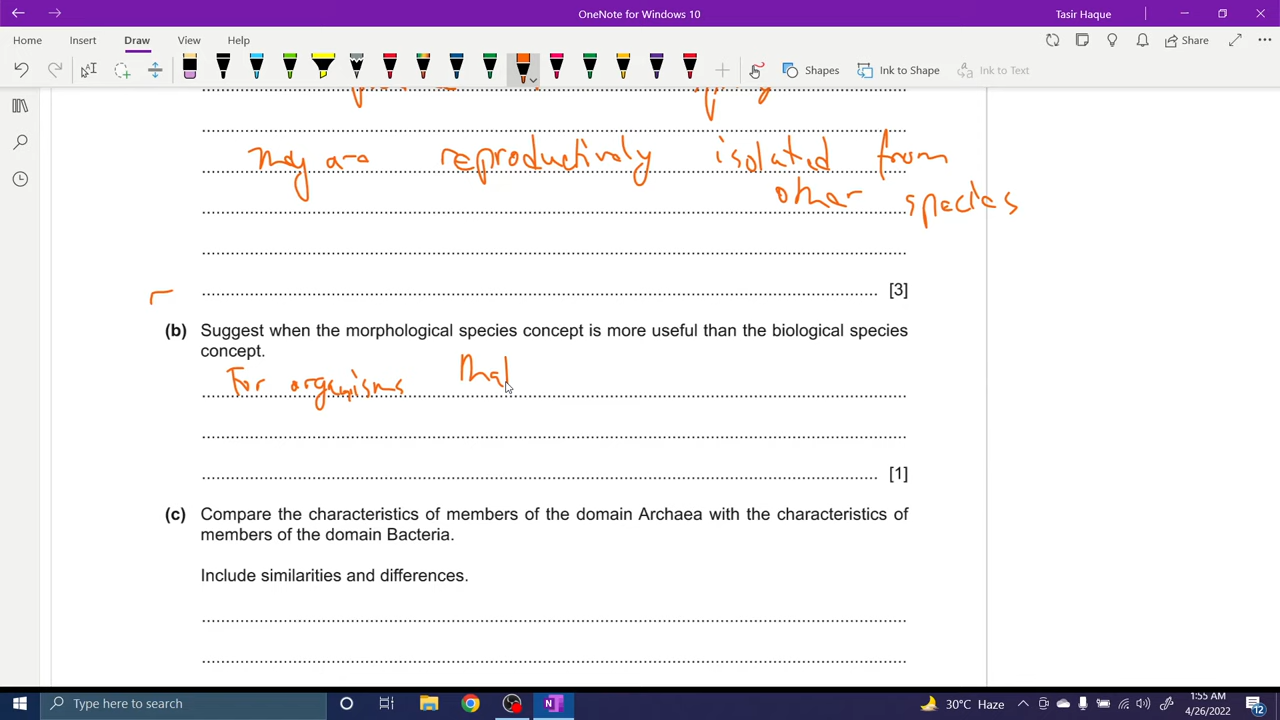 OneNote for Windows 10
Tasir Haque
Home Insert Draw View Help
Share
Shapes
Ink to Shape
Ink to Text
they are reproductively isolated from
other species
[3]
(b) Suggest when the morphological species concept is more useful than the biological species
concept.
For organisms that
[1]
(c) Compare the characteristics of members of the domain Archaea with the characteristics of
members of the domain Bacteria.
Include similarities and differences.
Type here to search
30°C Haze
1:55 AM
4/26/2022
12